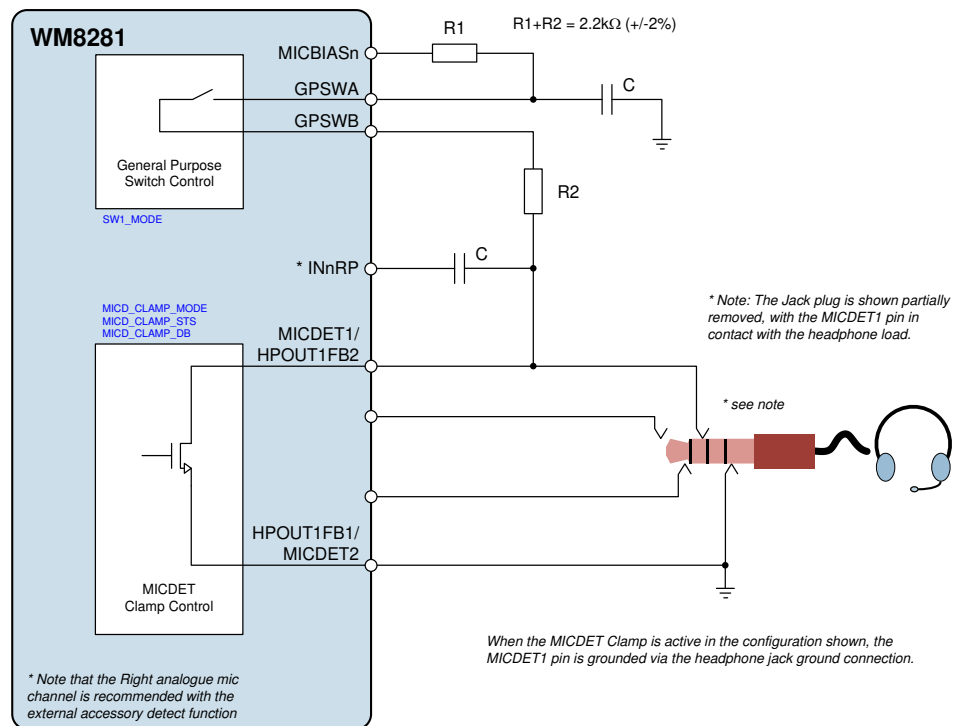 WM8281
MICBIASn
R1
R1+R2 = 2.2kΩ (+/-2%)
GPSWA
C
GPSWB
General Purpose
Switch Control
SW1_MODE
R2
* INnRP
C
MICD_CLAMP_MODE
MICD_CLAMP_STS
MICD_CLAMP_DB
MICDET1/
HPOUT1FB2
* Note: The Jack plug is shown partially
removed, with the MICDET1 pin in
contact with the headphone load.
* see note
HPOUT1FB1/
MICDET2
MICDET
Clamp Control
When the MICDET Clamp is active in the configuration shown, the
MICDET1 pin is grounded via the headphone jack ground connection.
* Note that the Right analogue mic
channel is recommended with the
external accessory detect function